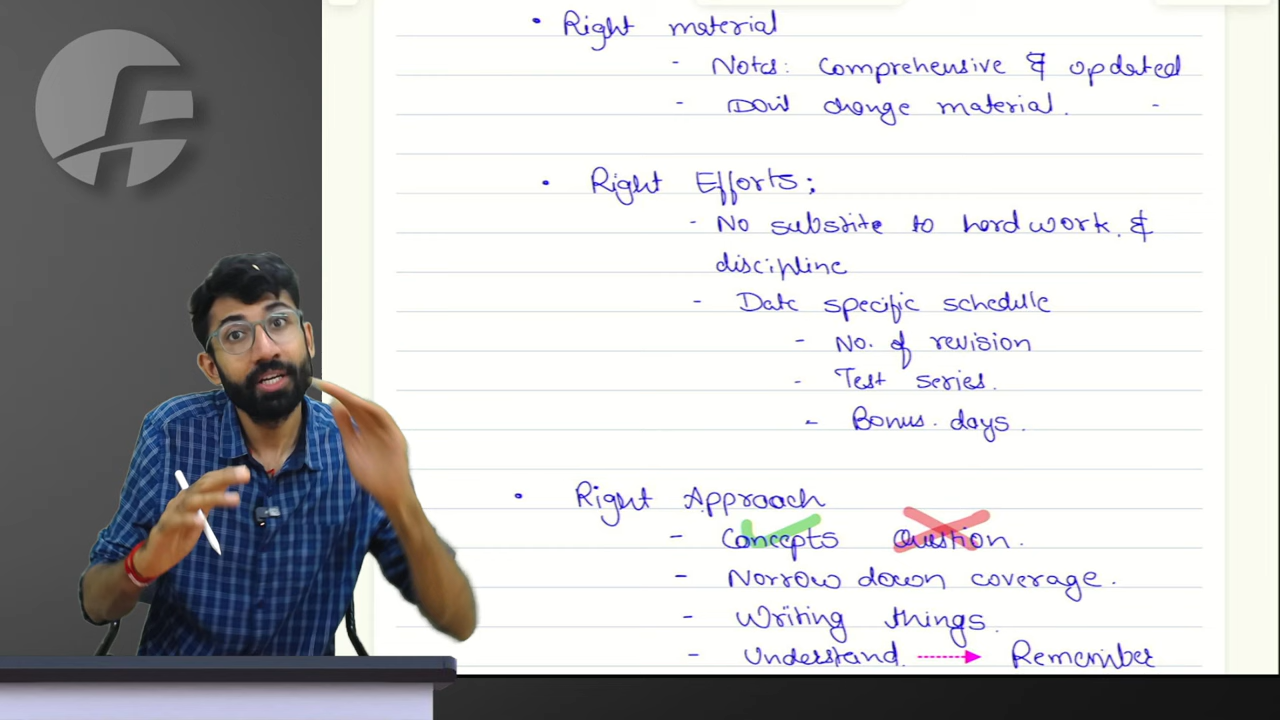 • Right material
- Notes: Comprehensive & updated
- Don't change material. -
• Right Efforts:
- No substite to hardwork. &
discipline
- Date specific schedule
- No. of revision
- Test series.
- Bonus days.
• Right Approach
- Concepts Question.
- Narrow down coverage.
- Writing things.
- Understand. → Remember